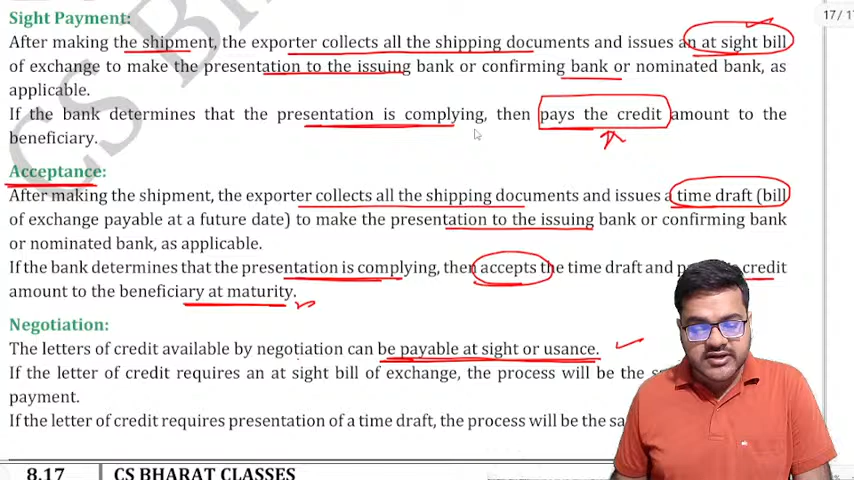 Sight Payment:
17/1
After making the shipment, the exporter collects all the shipping documents and issues an at sight bill
of exchange to make the presentation to the issuing bank or confirming bank or nominated bank, as
applicable.
If the bank determines that the presentation is complying, then pays the credit amount to the
beneficiary.
Acceptance:
After making the shipment, the exporter collects all the shipping documents and issues a time draft (bill
of exchange payable at a future date) to make the presentation to the issuing bank or confirming bank
or nominated bank, as applicable.
If the bank determines that the presentation is complying, then accepts the time draft and credit
amount to the beneficiary at maturity.
Negotiation:
The letters of credit available by negotiation can be payable at sight or usance.
If the letter of credit requires an at sight bill of exchange, the process will be the
payment.
If the letter of credit requires presentation of a time draft, the process will be the
8.17 CS BHARAT CLASSES
CS BH